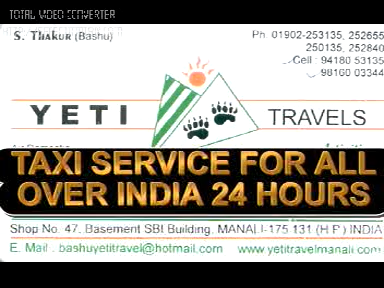 TOTAL VIDEO CONVERTER
S. Thakur (Bashu)
Ph. 01902-253135, 252655
250135, 252840
Cell : 94180 53135
98160 03344
YETI TRAVELS
TAXI SERVICE FOR ALL
OVER INDIA 24 HOURS
Shop No. 47, Basement SBI Building, MANALI-175 131 (H.P.) INDIA
E. Mail : bashuyetitravel@hotmail.com www.yetitravelmanali.com